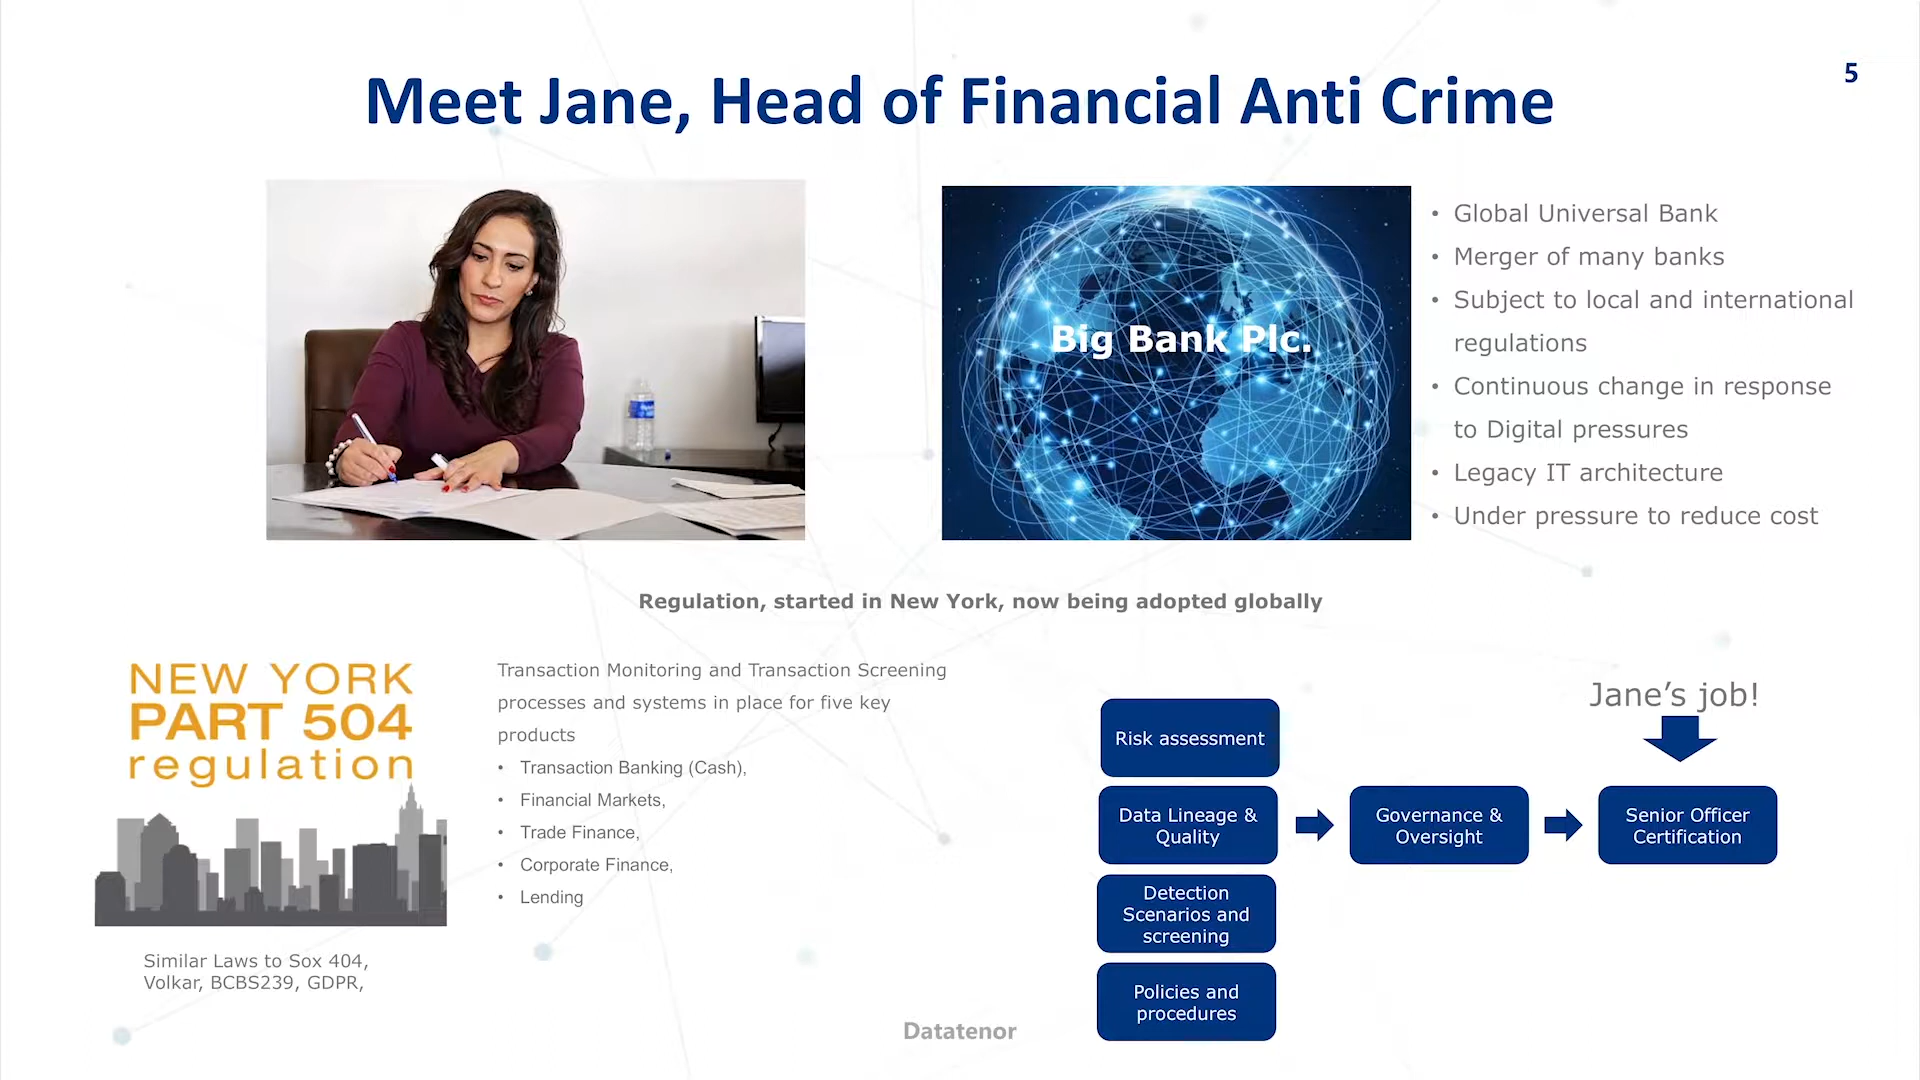 5
Meet Jane, Head of Financial Anti Crime
Big Bank Plc.
• Global Universal Bank
• Merger of many banks
• Subject to local and international
regulations
• Continuous change in response
to Digital pressures
• Legacy IT architecture
• Under pressure to reduce cost
Regulation, started in New York, now being adopted globally
NEW YORK
PART 504
regulation
Similar Laws to Sox 404,
Volkar, BCBS239, GDPR,
Transaction Monitoring and Transaction Screening
processes and systems in place for five key
products
• Transaction Banking (Cash),
• Financial Markets,
• Trade Finance,
• Corporate Finance,
• Lending
Risk assessment
Data Lineage &
Quality
Detection
Scenarios and
screening
Policies and
procedures
Governance &
Oversight
Jane’s job!
Senior Officer
Certification
Datatenor